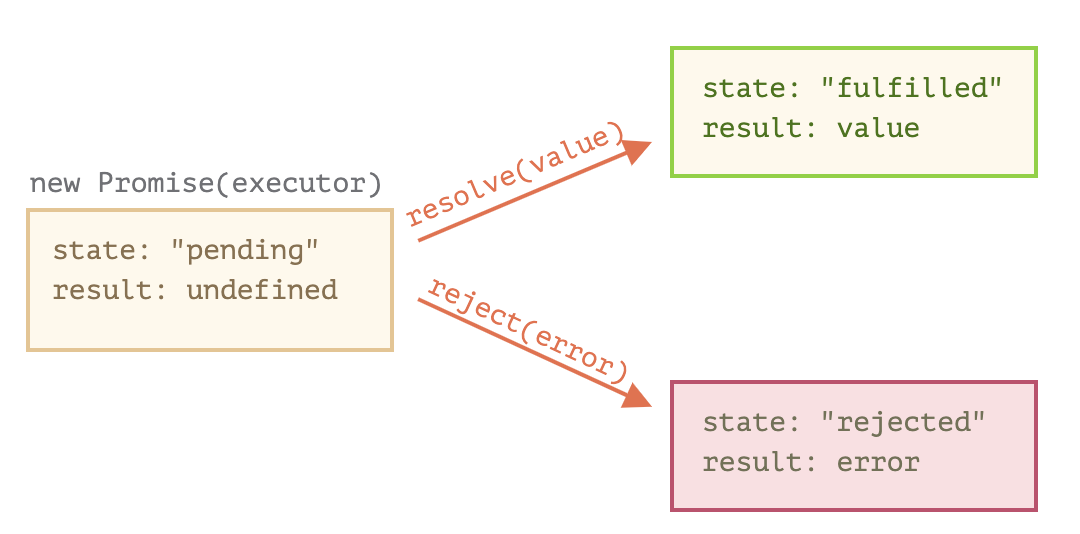 new Promise(executor)
state: "pending"
result: undefined
resolve(value)
reject(error)
state: "fulfilled"
result: value
state: "rejected"
result: error